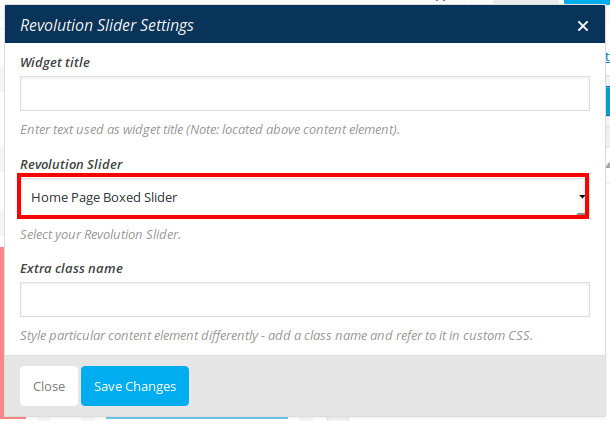 Revolution Slider Settings
Widget title
Enter text used as widget title (Note: located above content element).
Revolution Slider
Home Page Boxed Slider
Select your Revolution Slider.
Extra class name
Style particular content element differently - add a class name and refer to it in custom CSS.
Close Save Changes